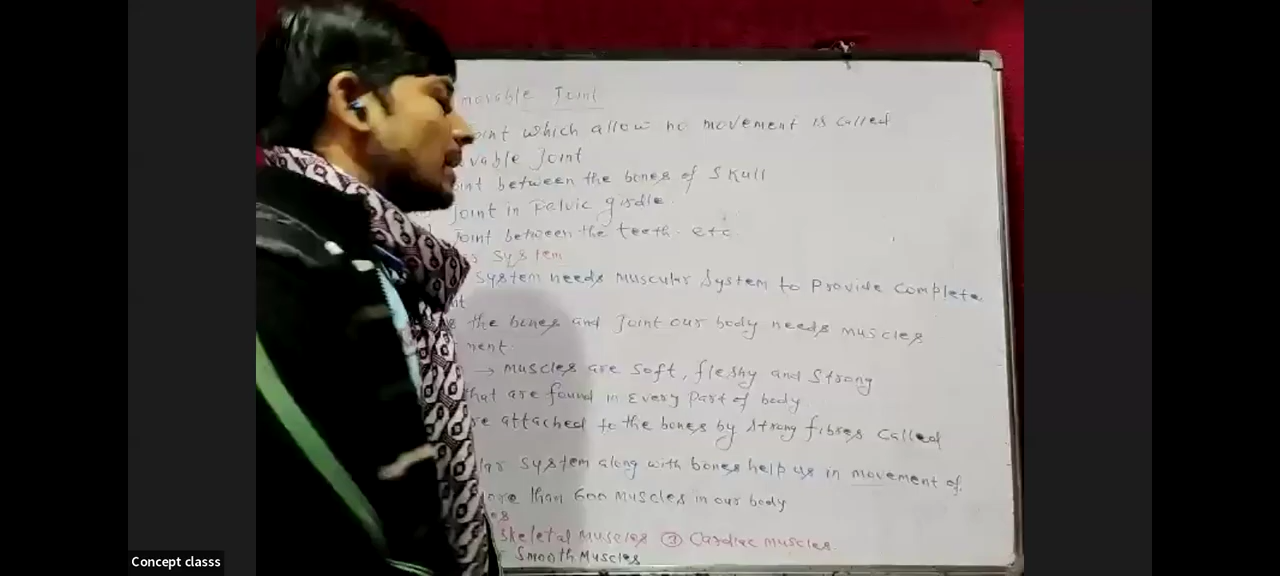 movable Joint
oint which allow no movement is called
vable Joint
oint between the bones of Skull
Joint in Pelvic girdle.
Joint between the teeth. etc.
System
System needs Muscular System to Provide Complete
nt
the bones and Joint our body needs Muscles
ment.
→ Muscles are Soft, fleshy and Strong
that are found in Every Part of body
re attached to the bones by Strong fibres Called
lar System along with bones help us in movement of
ore than 600 Muscles in our body
es
Skeletal Muscles ③ Cardiac Muscles.
Smooth Muscles
Concept classs